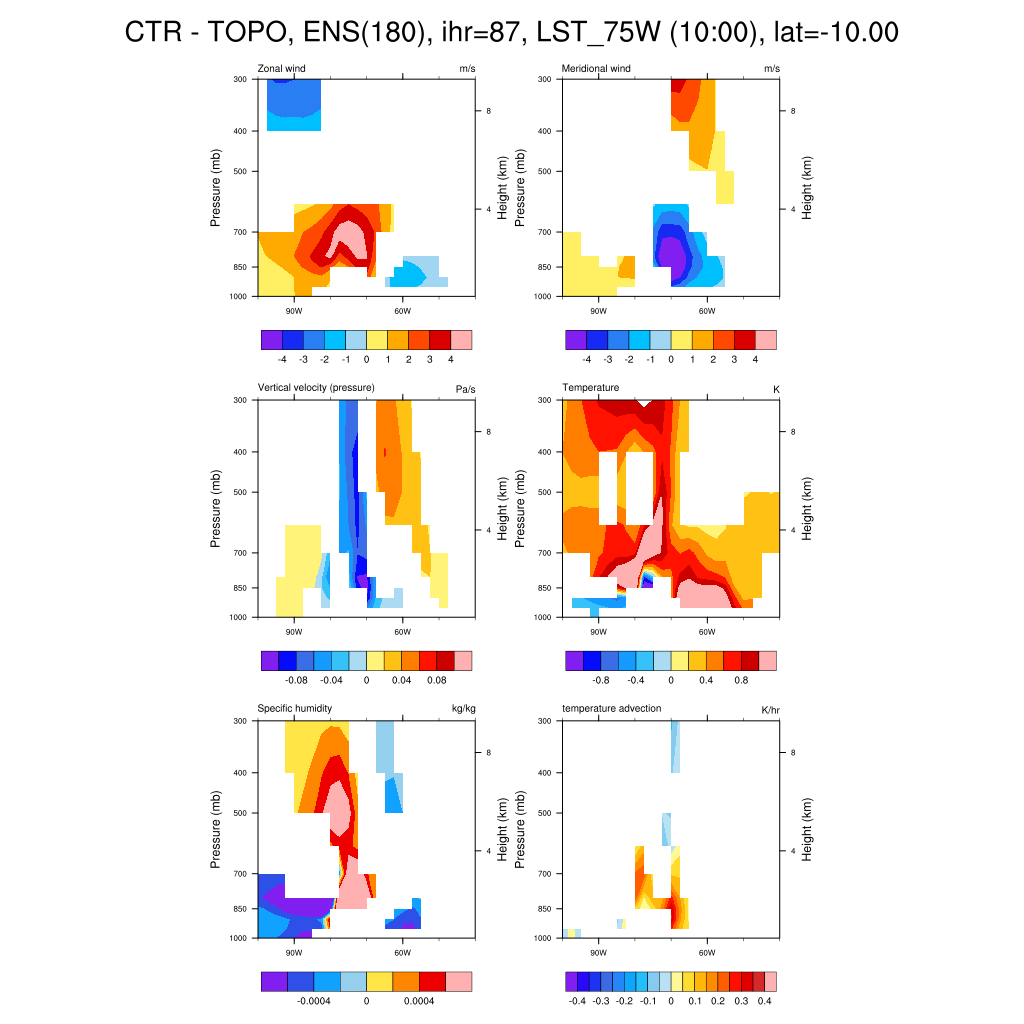 CTR - TOPO, ENS(180), ihr=87, LST_75W (10:00), lat=-10.00
Zonal wind m/s
300
400
500
700
850
1000
Pressure (mb)
8
4
Height (km)
90W 60W
-4 -3 -2 -1 0 1 2 3 4
Meridional wind m/s
300
400
500
700
850
1000
Pressure (mb)
8
4
Height (km)
90W 60W
-4 -3 -2 -1 0 1 2 3 4
Vertical velocity (pressure) Pa/s
300
400
500
700
850
1000
Pressure (mb)
8
4
Height (km)
90W 60W
-0.08 -0.04 0 0.04 0.08
Temperature K
300
400
500
700
850
1000
Pressure (mb)
8
4
Height (km)
90W 60W
-0.8 -0.4 0 0.4 0.8
Specific humidity kg/kg
300
400
500
700
850
1000
Pressure (mb)
8
4
Height (km)
90W 60W
-0.0004 0 0.0004
temperature advection K/hr
300
400
500
700
850
1000
Pressure (mb)
8
4
Height (km)
90W 60W
-0.4 -0.3 -0.2 -0.1 0 0.1 0.2 0.3 0.4